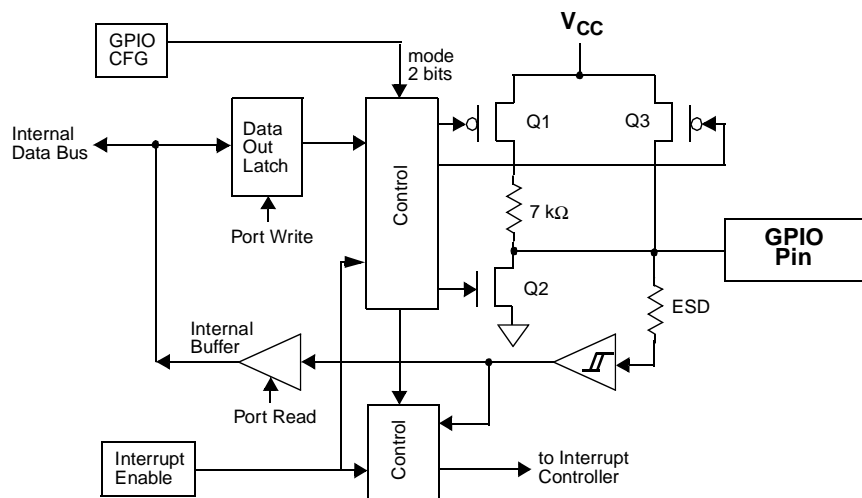 GPIO
CFG
mode
2 bits
VCC
Internal
Data Bus
Data
Out
Latch
Control
Q1
Q3
7 kΩ
Port Write
GPIO
Pin
Q2
ESD
Internal
Buffer
Port Read
Interrupt
Enable
Control
to Interrupt
Controller